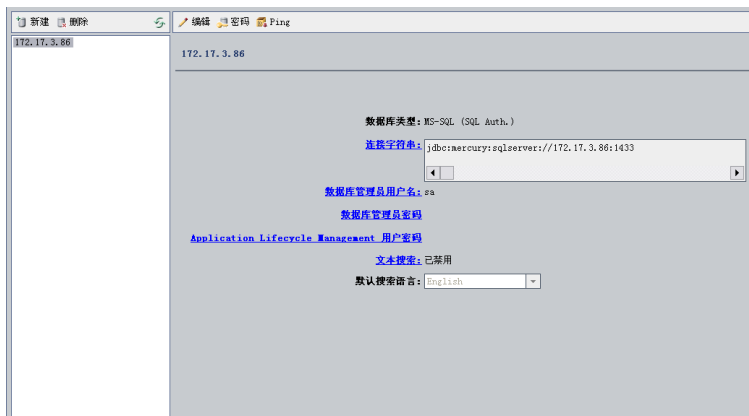 新建 删除
编辑 密码 Ping
172.17.3.86
172.17.3.86
数据库类型: MS-SQL (SQL Auth.)
连接字符串: jdbc:mercury:sqlserver://172.17.3.86:1433
数据库管理员用户名: sa
数据库管理员密码
Application Lifecycle Management 用户密码
文本搜索: 已禁用
默认搜索语言: English